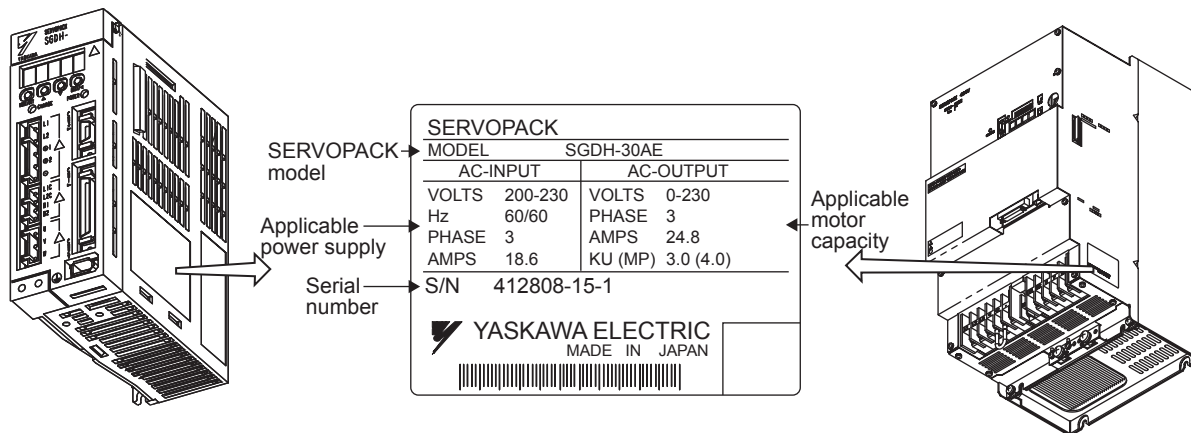 SERVOPACK
SGDH-
SERVOPACK
model
Applicable
power supply
Serial
number
SERVOPACK
MODEL SGDH-30AE
AC-INPUT AC-OUTPUT
VOLTS 200-230 VOLTS 0-230
Hz 60/60 PHASE 3
PHASE 3 AMPS 24.8
AMPS 18.6 KU (MP) 3.0 (4.0)
S/N 412808-15-1
YASKAWA ELECTRIC
MADE IN JAPAN
Applicable
motor
capacity